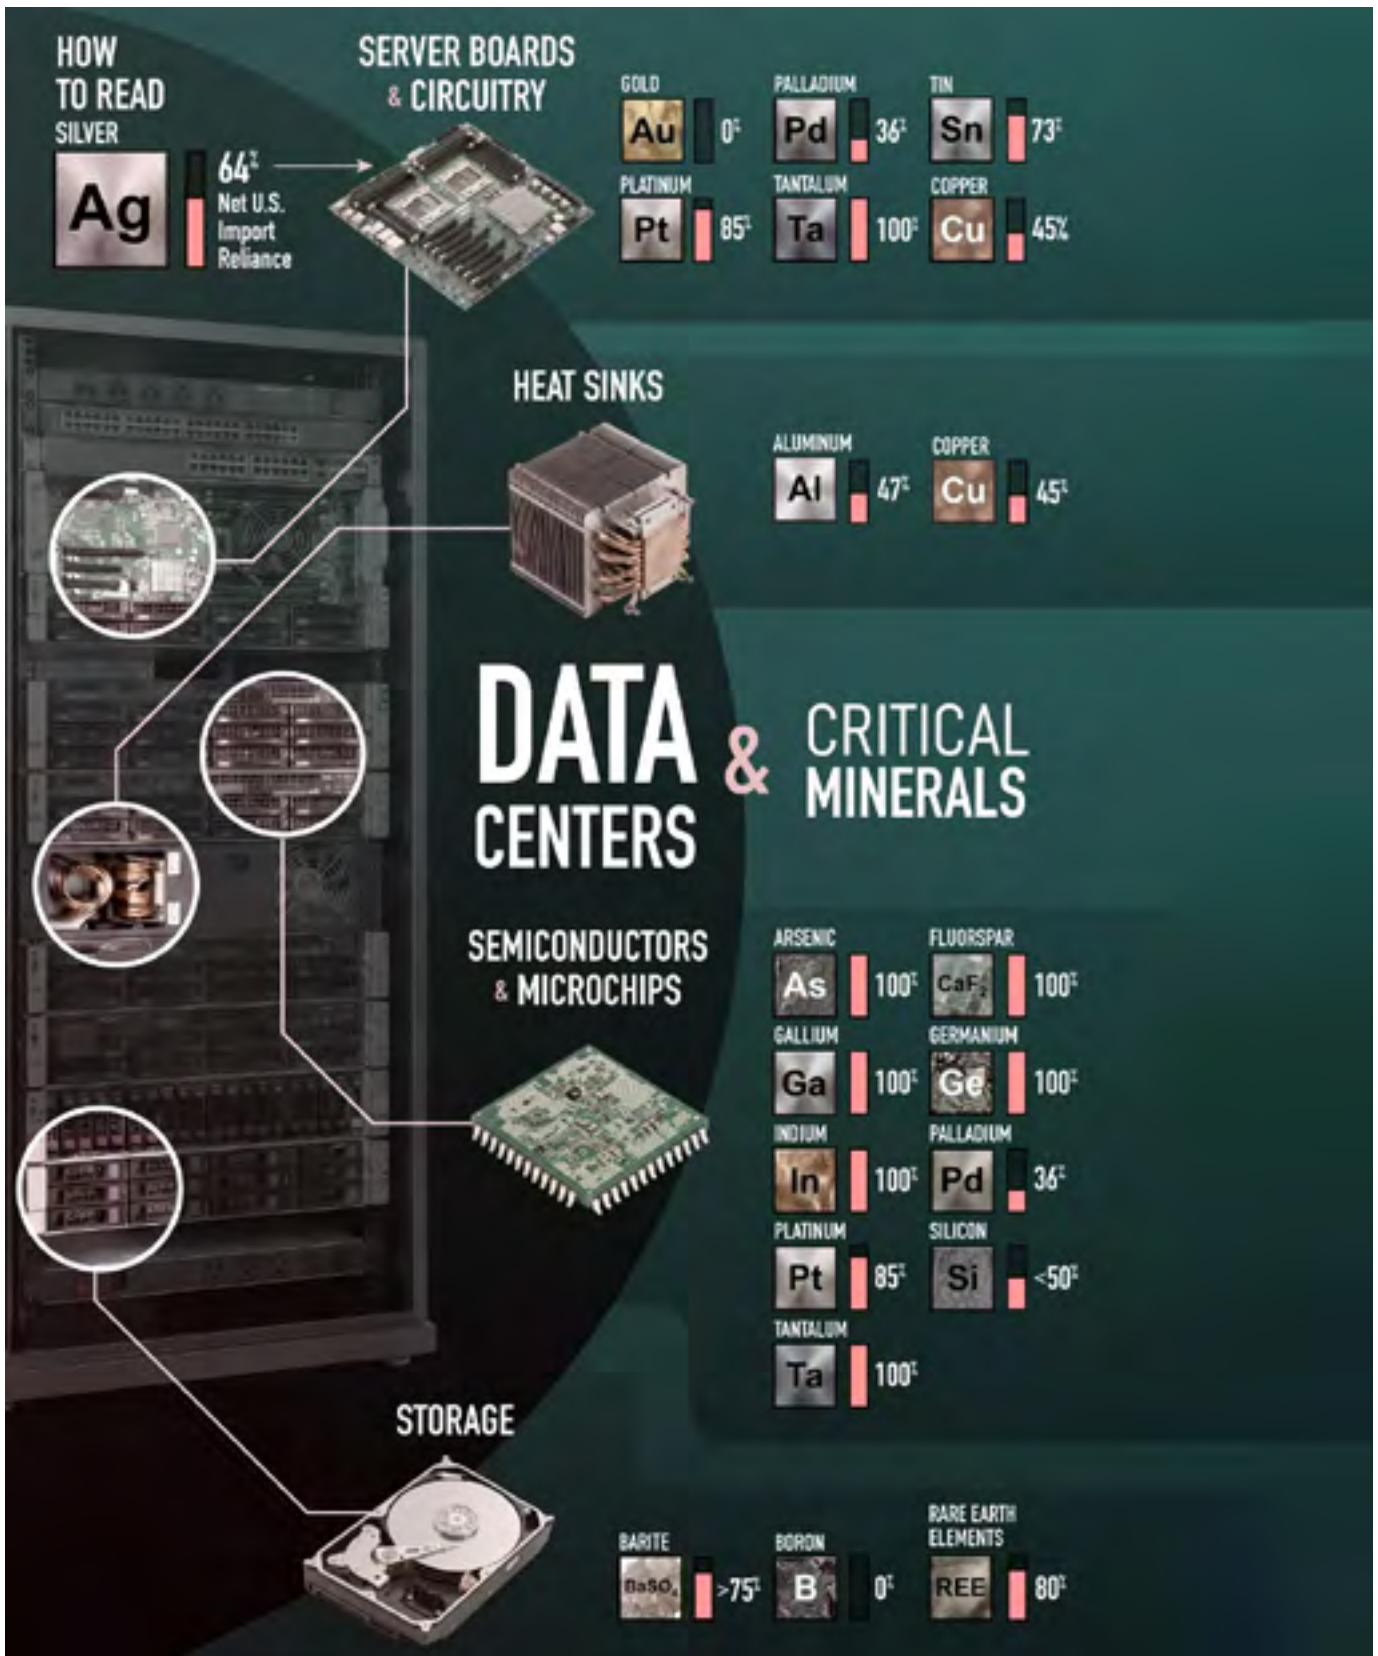 HOW
TO READ
SILVER
Ag
64%
Net U.S.
Import
Reliance
SERVER BOARDS
& CIRCUITRY
GOLD
Au
0%
PALLADIUM
Pd
36%
TIN
Sn
73%
PLATINUM
Pt
85%
TANTALUM
Ta
100%
COPPER
Cu
45%
HEAT SINKS
ALUMINUM
Al
47%
COPPER
Cu
45%
DATA
CENTERS
&
CRITICAL
MINERALS
SEMICONDUCTORS
& MICROCHIPS
ARSENIC
As
100%
FLUORSPAR
CaF₂
100%
GALLIUM
Ga
100%
GERMANIUM
Ge
100%
INDIUM
In
100%
PALLADIUM
Pd
36%
PLATINUM
Pt
85%
SILICON
Si
<50%
TANTALUM
Ta
100%
STORAGE
BARITE
BaSO₄
>75%
BORON
B
0%
RARE EARTH
ELEMENTS
REE
80%